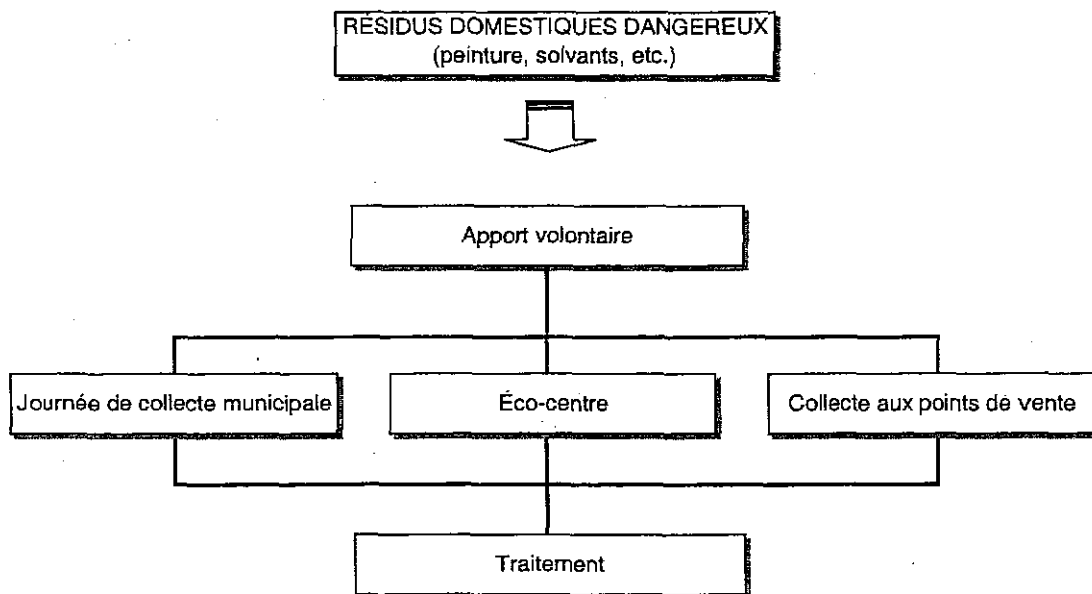 RÉSIDUS DOMESTIQUES DANGEREUX
(peinture, solvants, etc.)
Apport volontaire
Journée de collecte municipale
Éco-centre
Collecte aux points de vente
Traitement